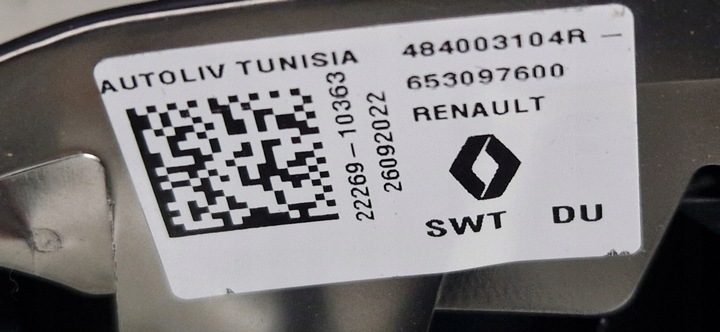 AUTOLIV TUNISIA
22269-10363
26092022
484003104R -
653097600
RENAULT
SWT DU